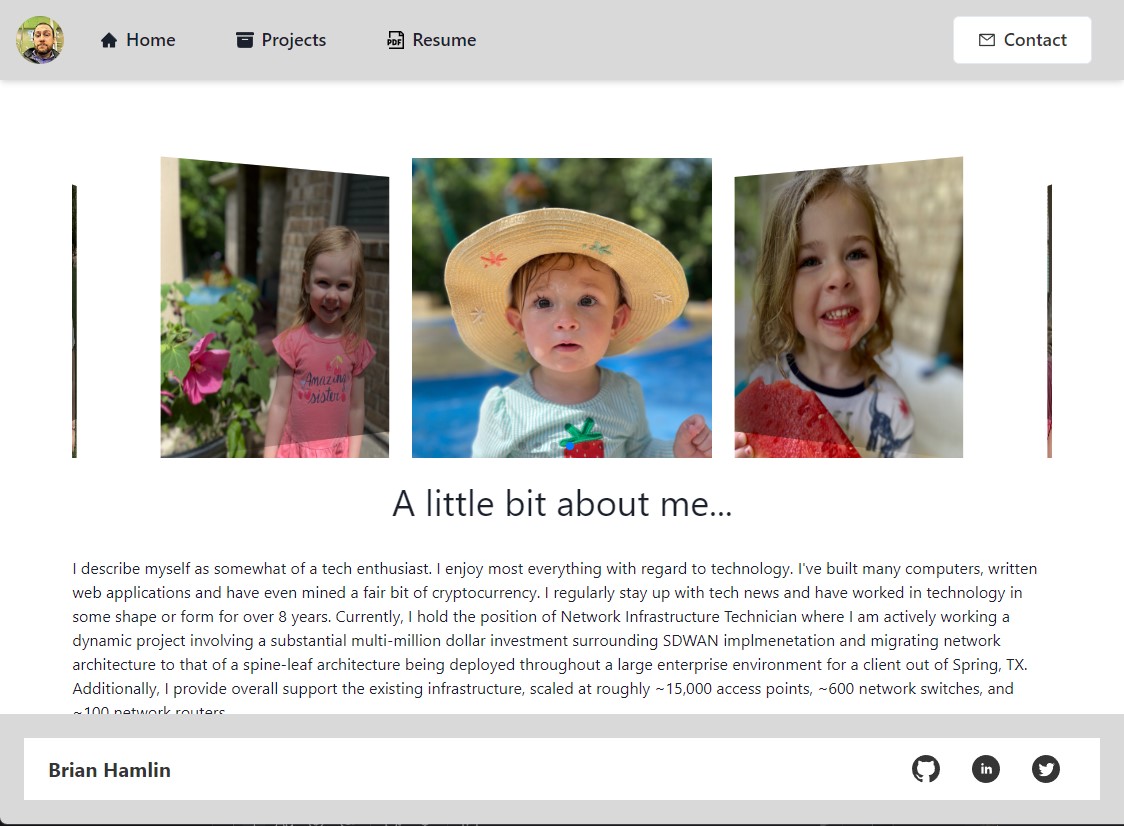 Home
Projects
PDF
Resume
Contact
Amazing
sister
A little bit about me...
I describe myself as somewhat of a tech enthusiast. I enjoy most everything with regard to technology. I've built many computers, written
web applications and have even mined a fair bit of cryptocurrency. I regularly stay up with tech news and have worked in technology in
some shape or form for over 8 years. Currently, I hold the position of Network Infrastructure Technician where I am actively working a
dynamic project involving a substantial multi-million dollar investment surrounding SDWAN implmenetation and migrating network
architecture to that of a spine-leaf architecture being deployed throughout a large enterprise environment for a client out of Spring, TX.
Additionally, I provide overall support the existing infrastructure, scaled at roughly ~15,000 access points, ~600 network switches, and
~100 network routers.
Brian Hamlin
in